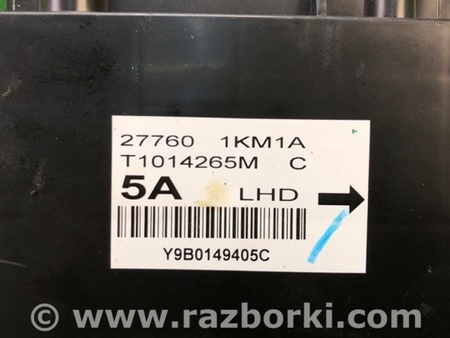 27760 1KM1A
T1014265M C
5A LHD
Y9B0149405C
© www.razborki.com